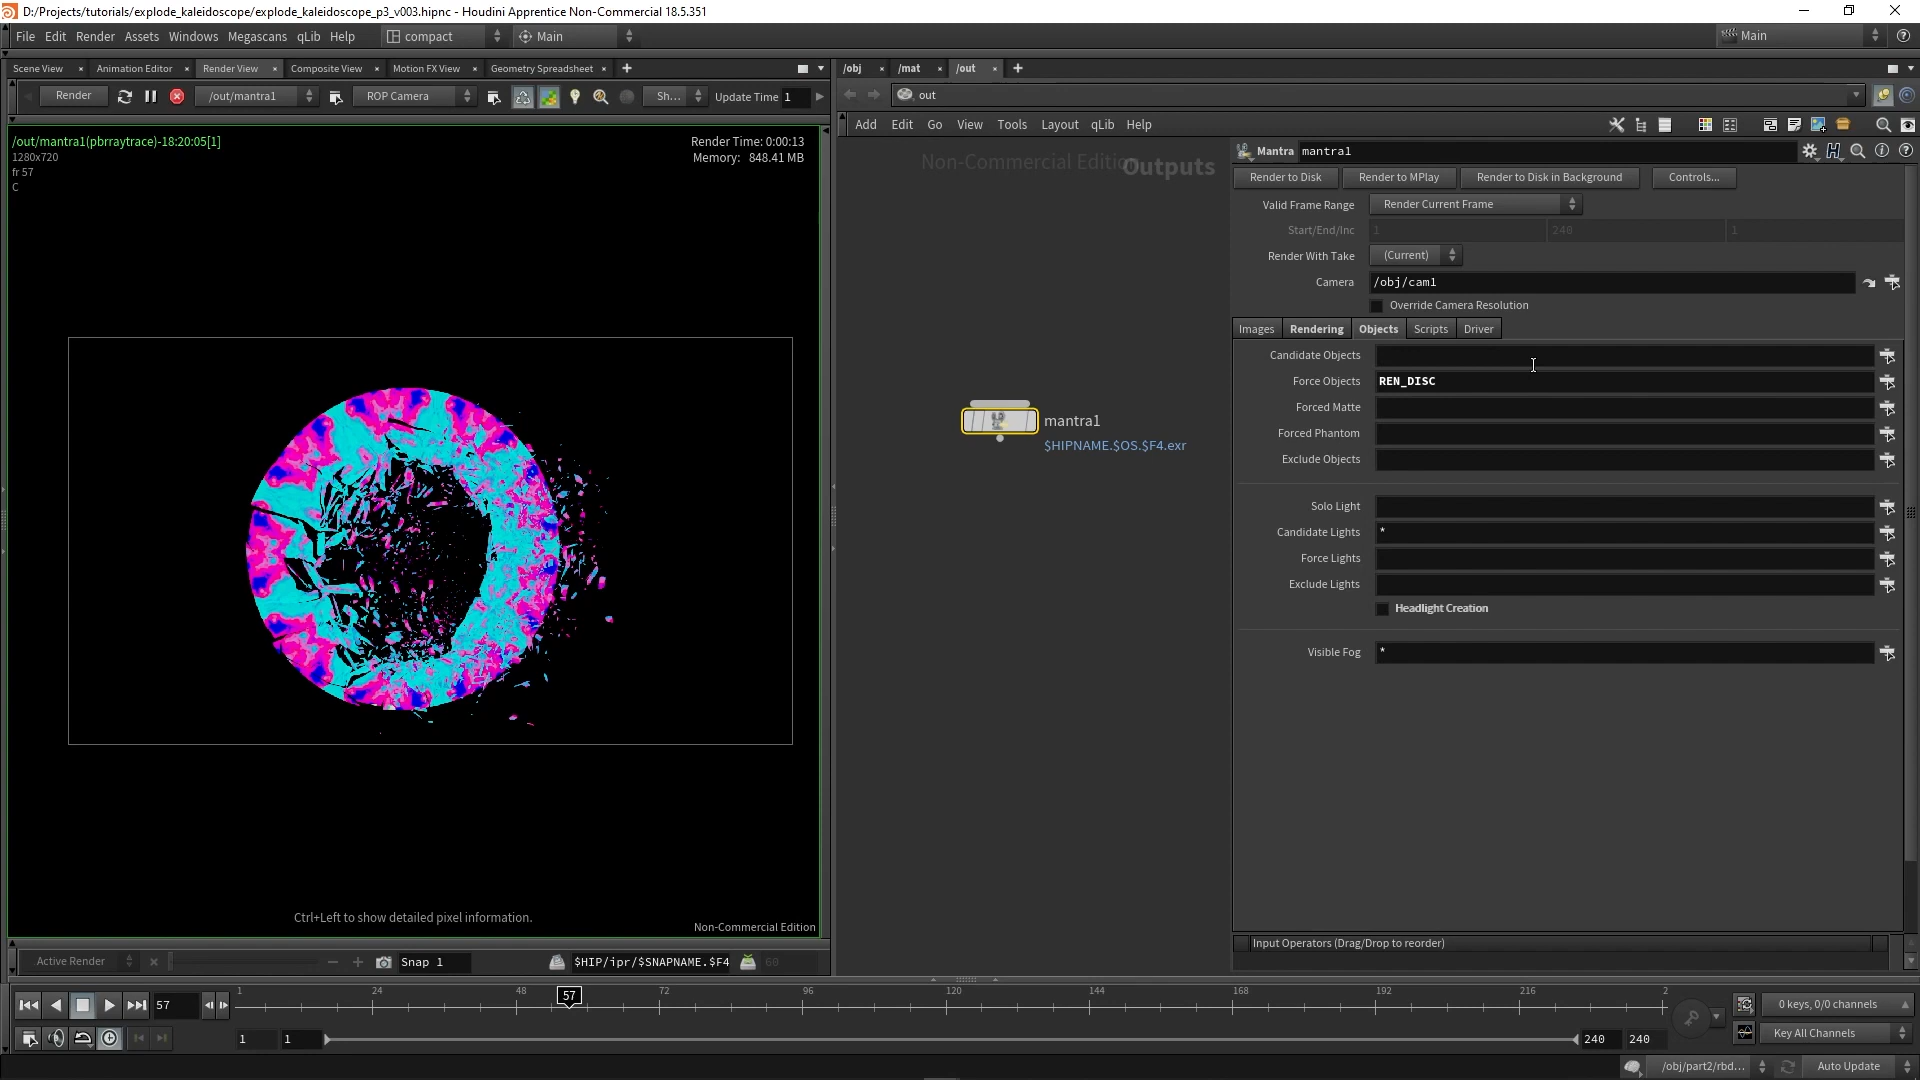 D:/Projects/tutorials/explode_kaleidoscope/explode_kaleidoscope_p3_v003.hipnc - Houdini Apprentice Non-Commercial 18.5.351
File Edit Render Assets Windows Megascans qLib Help compact Main Main
Scene View Animation Editor Render View Composite View Motion FX View Geometry Spreadsheet
/obj /mat /out
Render /out/mantra1 ROP Camera Sh... Update Time 1
out
Add Edit Go View Tools Layout qLib Help
/out/mantra1(pbrraytrace)-18:20:05[1]
1280x720
fr 57
C
Render Time: 0:00:13
Memory: 848.41 MB
Ctrl+Left to show detailed pixel information.
Non-Commercial Edition
Non-Commercial Editio
Outputs
mantra1
$HIPNAME.$OS.$F4.exr
Mantra mantra1
Render to Disk Render to MPlay Render to Disk in Background Controls...
Valid Frame Range Render Current Frame
Start/End/Inc 1 240 1
Render With Take (Current)
Camera /obj/cam1
Override Camera Resolution
Images Rendering Objects Scripts Driver
Candidate Objects
Force Objects REN_DISC
Forced Matte
Forced Phantom
Exclude Objects
Solo Light
Candidate Lights *
Force Lights
Exclude Lights
Headlight Creation
Visible Fog *
Input Operators (Drag/Drop to reorder)
Active Render Snap 1 $HIP/ipr/$SNAPNAME.$F4 60
57 1 24 48 57 72 96 120 144 168 192 216 2
0 keys, 0/0 channels
1 1 240 240 Key All Channels
/obj/part2/rbd... Auto Update